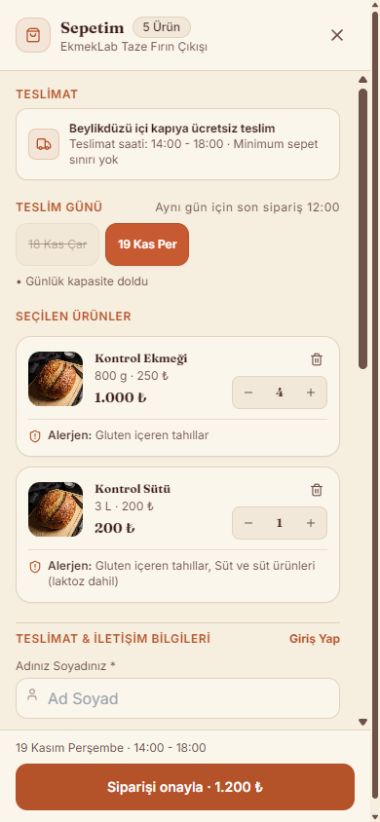 Sepetim 5 Ürün
EkmekLab Taze Fırın Çıkışı
TESLİMAT
Beylikdüzü içi kapıya ücretsiz teslim
Teslimat saati: 14:00 - 18:00 · Minimum sepet
sınırı yok
TESLİM GÜNÜ Aynı gün için son sipariş 12:00
18 Kas Çar 19 Kas Per
• Günlük kapasite doldu
SEÇİLEN ÜRÜNLER
Kontrol Ekmeği
800 g · 250 ₺
1.000 ₺
− 4 +
Alerjen: Gluten içeren tahıllar
Kontrol Sütü
3 L · 200 ₺
200 ₺
− 1 +
Alerjen: Gluten içeren tahıllar, Süt ve süt ürünleri
(laktoz dahil)
TESLİMAT & İLETİŞİM BİLGİLERİ Giriş Yap
Adınız Soyadınız *
Ad Soyad
19 Kasım Perşembe · 14:00 - 18:00
Siparişi onayla · 1.200 ₺